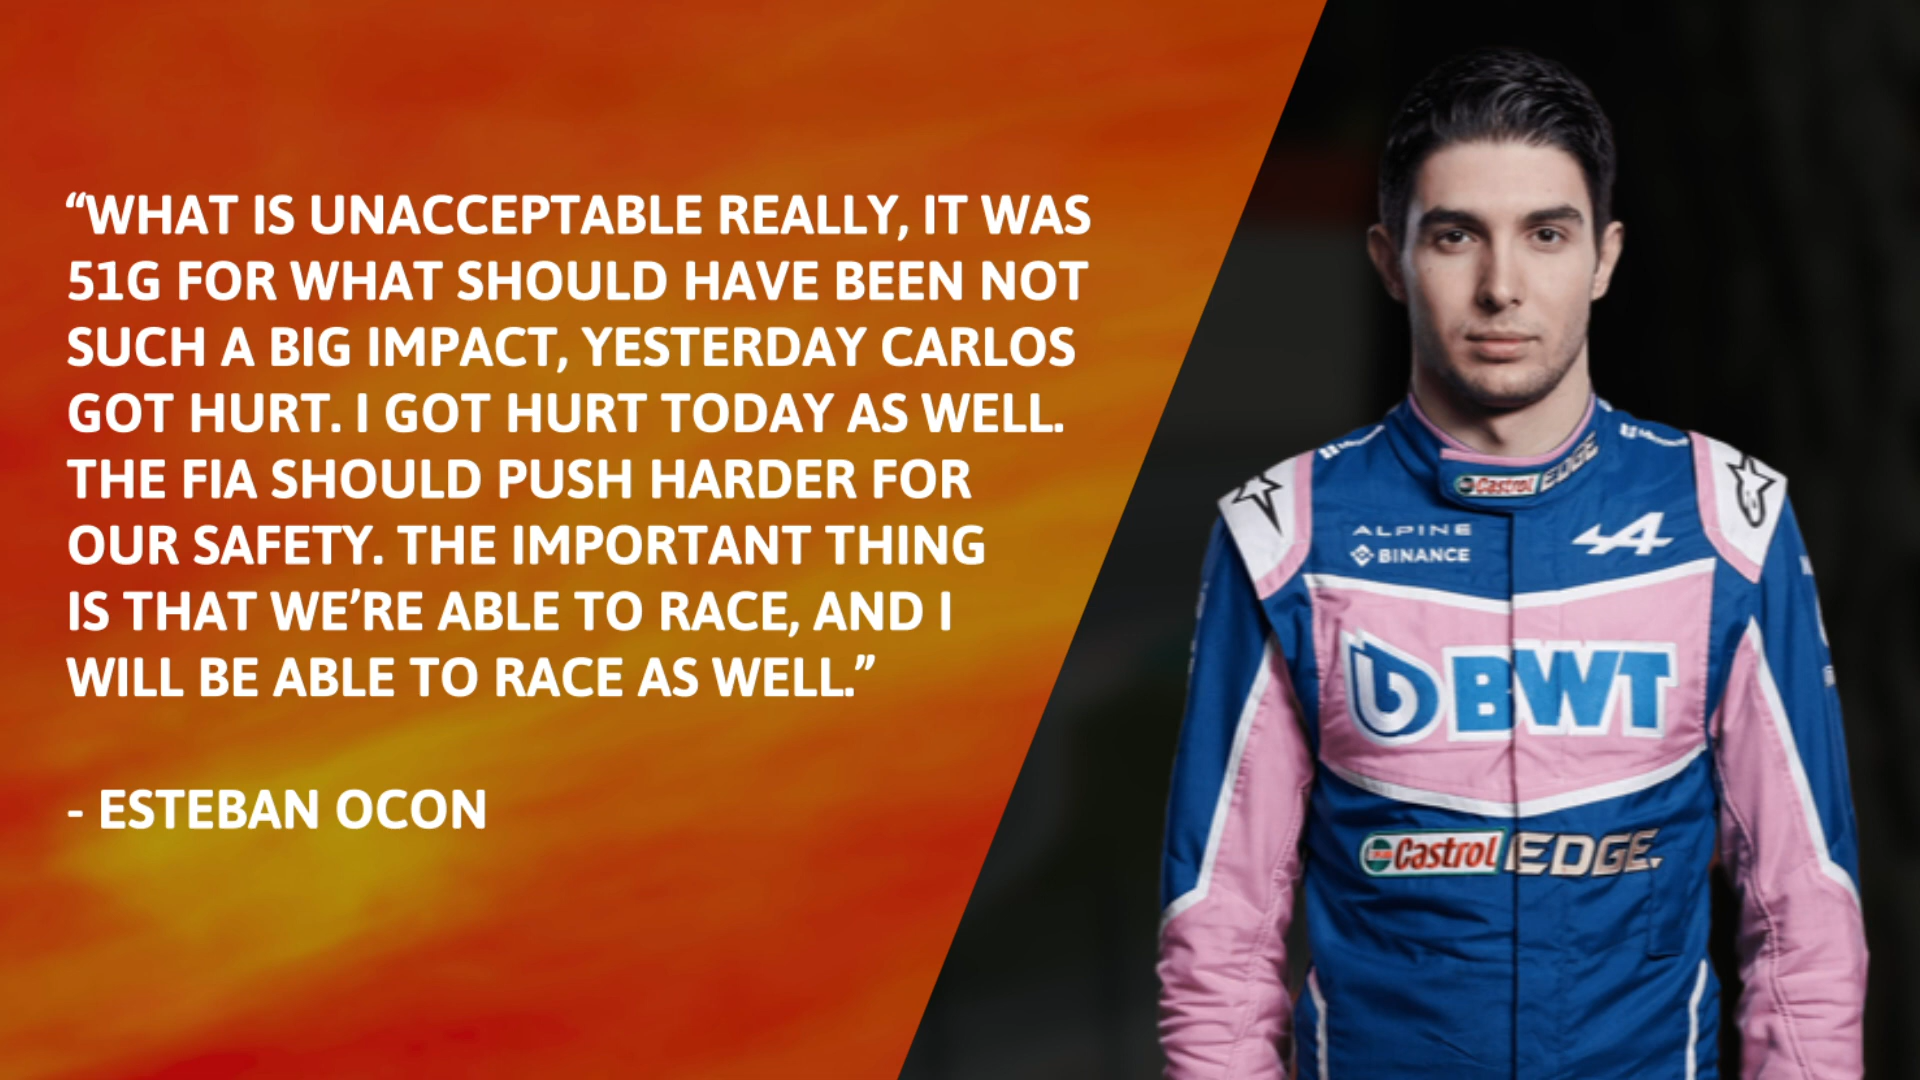 “WHAT IS UNACCEPTABLE REALLY, IT WAS
51G FOR WHAT SHOULD HAVE BEEN NOT
SUCH A BIG IMPACT, YESTERDAY CARLOS
GOT HURT. I GOT HURT TODAY AS WELL.
THE FIA SHOULD PUSH HARDER FOR
OUR SAFETY. THE IMPORTANT THING
IS THAT WE’RE ABLE TO RACE, AND I
WILL BE ABLE TO RACE AS WELL.”
- ESTEBAN OCON
Castrol EDGE
ALPINE
BINANCE
BWT
Castrol EDGE.